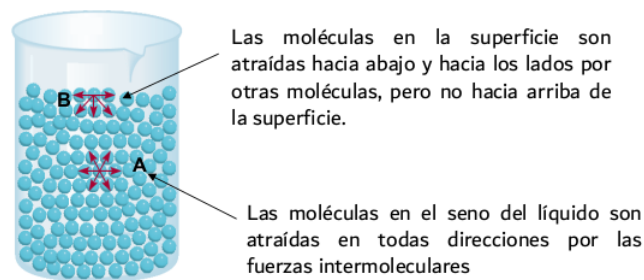 Las moléculas en la superficie son
atraídas hacia abajo y hacia los lados por
otras moléculas, pero no hacia arriba de
la superficie.
B
A
Las moléculas en el seno del líquido son
atraídas en todas direcciones por las
fuerzas intermoleculares